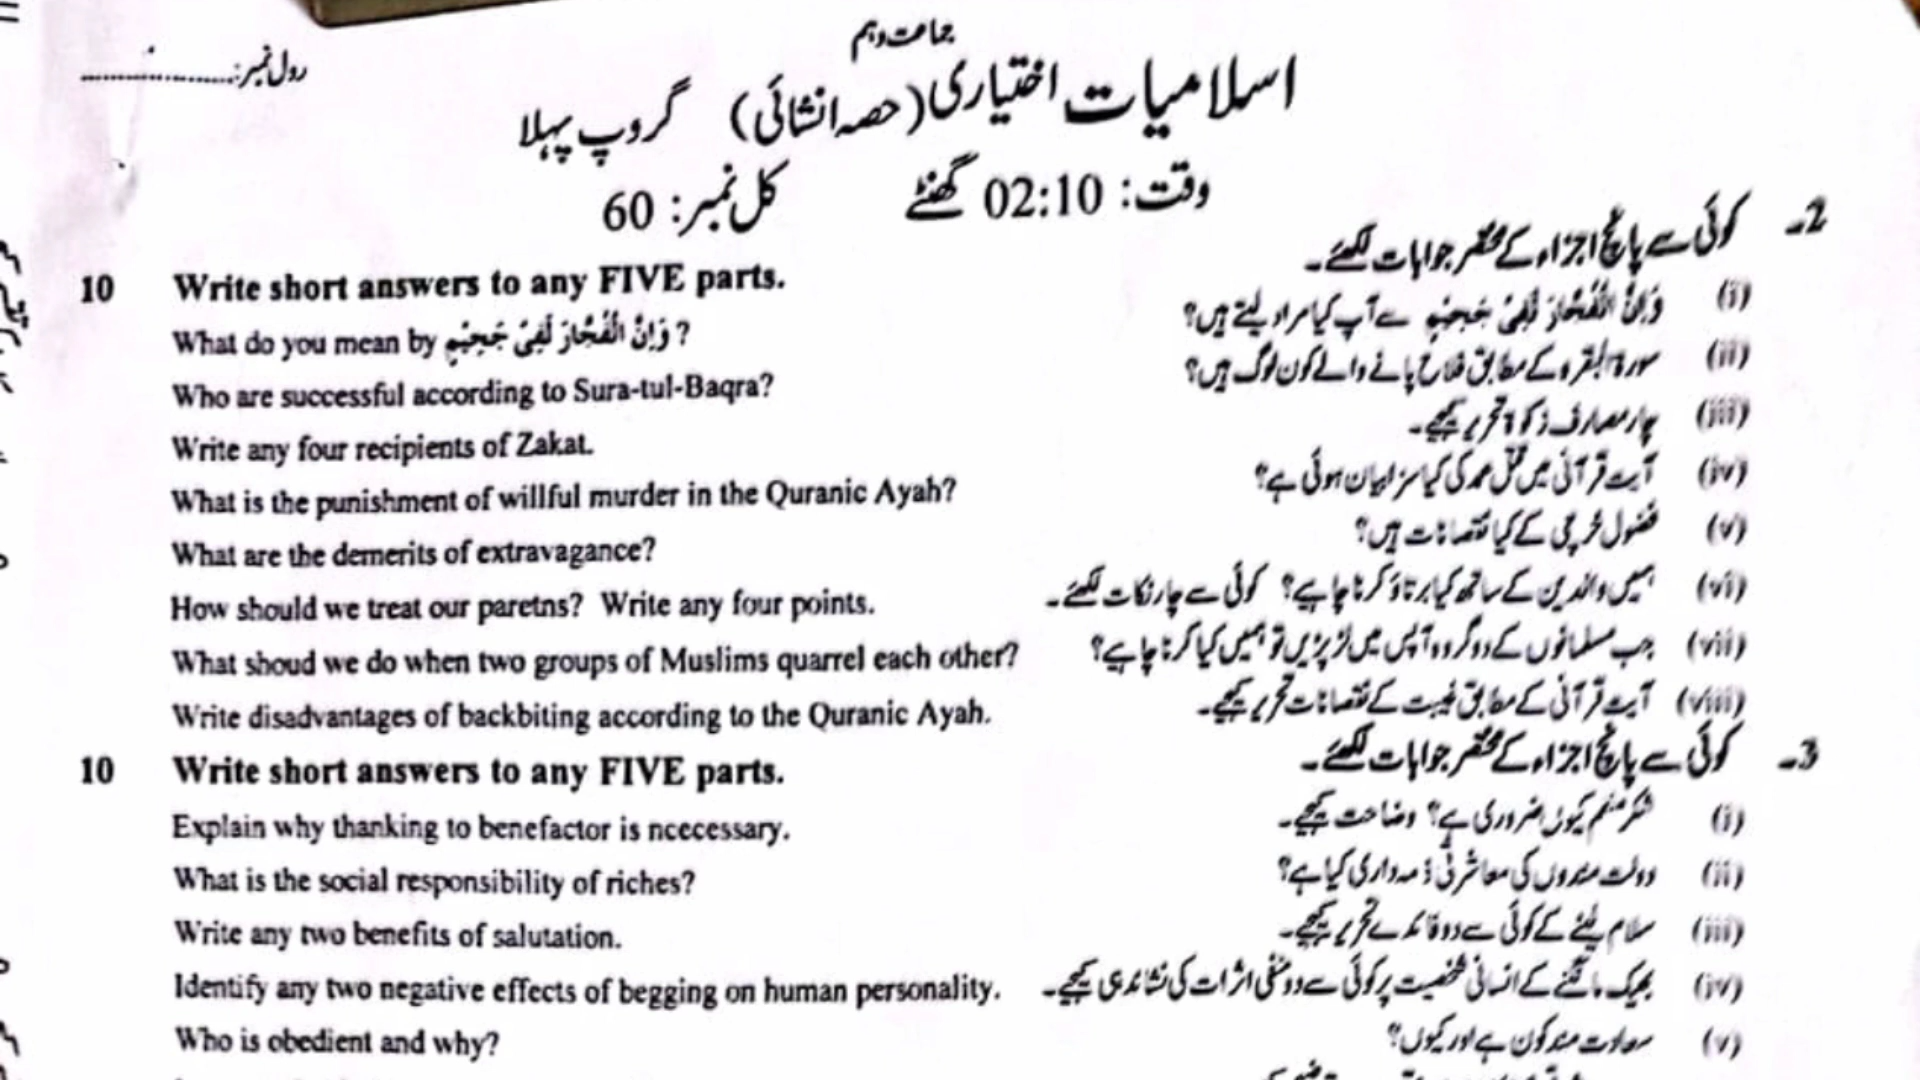 جماعت دہم
رول نمبر:
اسلامیات اختیاری (حصہ انشائی) گروپ پہلا
وقت: 02:10 گھنٹے کل نمبر: 60
2۔ کوئی سے پانچ اجزاء کے مختصر جوابات لکھئے۔
10 Write short answers to any FIVE parts.
(i) وَاِنَّ الْفُجَّارَ لَفِیْ جَحِیْمٍ سے آپ کیا مراد لیتے ہیں؟
What do you mean by وَاِنَّ الْفُجَّارَ لَفِیْ جَحِیْمٍ ?
(ii) سورۃ البقرہ کے مطابق فلاح پانے والے کون لوگ ہیں؟
Who are successful according to Sura-tul-Baqra?
(iii) چار مصارف زکوٰۃ تحریر کیجیے۔
Write any four recipients of Zakat.
(iv) آیت قرآنی میں قتل عمد کی کیا سزا بیان ہوئی ہے؟
What is the punishment of willful murder in the Quranic Ayah?
(v) فضول خرچی کے کیا نقصانات ہیں؟
What are the demerits of extravagance?
(vi) ہمیں والدین کے ساتھ کیا برتاؤ کرنا چاہیے؟ کوئی سے چار نکات لکھئے۔
How should we treat our paretns? Write any four points.
(vii) جب مسلمانوں کے دو گروہ آپس میں لڑ پڑیں تو ہمیں کیا کرنا چاہیے؟
What shoud we do when two groups of Muslims quarrel each other?
(viii) آیت قرآنی کے مطابق غیبت کے نقصانات تحریر کیجیے۔
Write disadvantages of backbiting according to the Quranic Ayah.
3۔ کوئی سے پانچ اجزاء کے مختصر جوابات لکھئے۔
10 Write short answers to any FIVE parts.
(i) شکر منعم کیوں ضروری ہے؟ وضاحت کیجیے۔
Explain why thanking to benefactor is ncecessary.
(ii) دولت مندوں کی معاشرتی ذمہ داری کیا ہے؟
What is the social responsibility of riches?
(iii) سلام کے کوئی سے دو فائدے تحریر کیجیے۔
Write any two benefits of salutation.
(iv) بھیک مانگنے کے انسانی شخصیت پر کوئی سے دو منفی اثرات کی نشاندہی کیجیے۔
Identify any two negative effects of begging on human personality.
(v) سعادت مند کون ہے اور کیوں؟
Who is obedient and why?